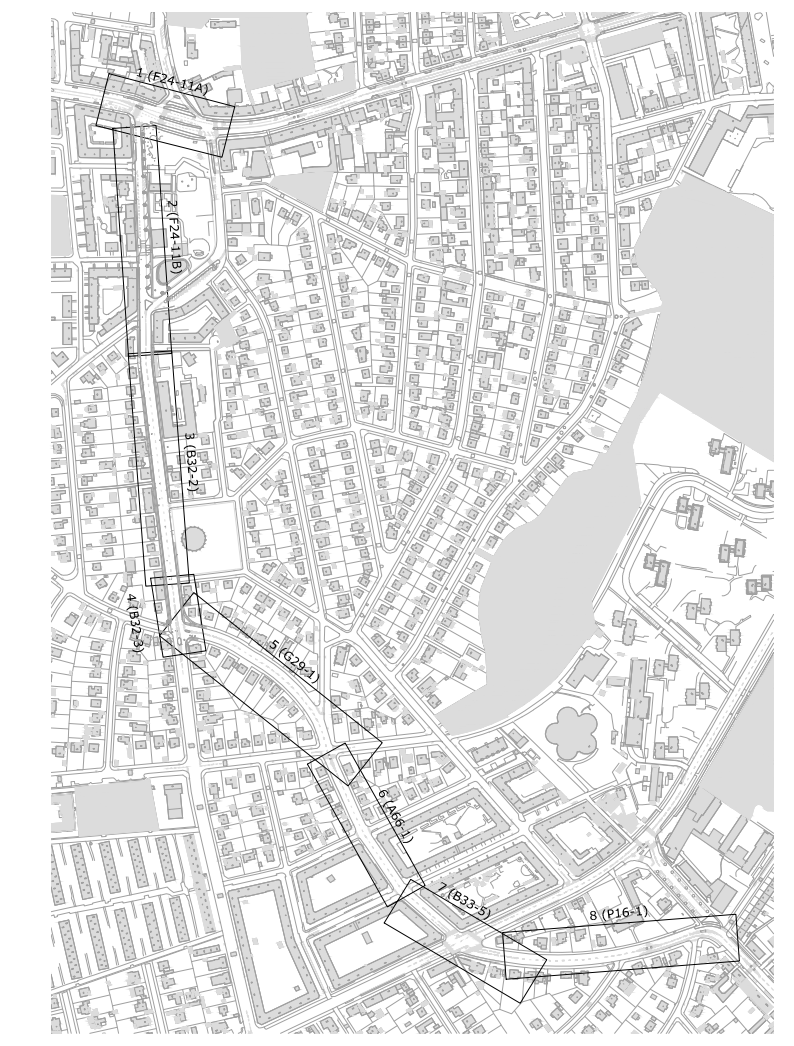 1 (F24-11A)
2 (F24-11B)
3 (B32-2)
4 (B32-3)
5 (G29-1)
6 (A66-1)
7 (B33-5)
8 (P16-1)